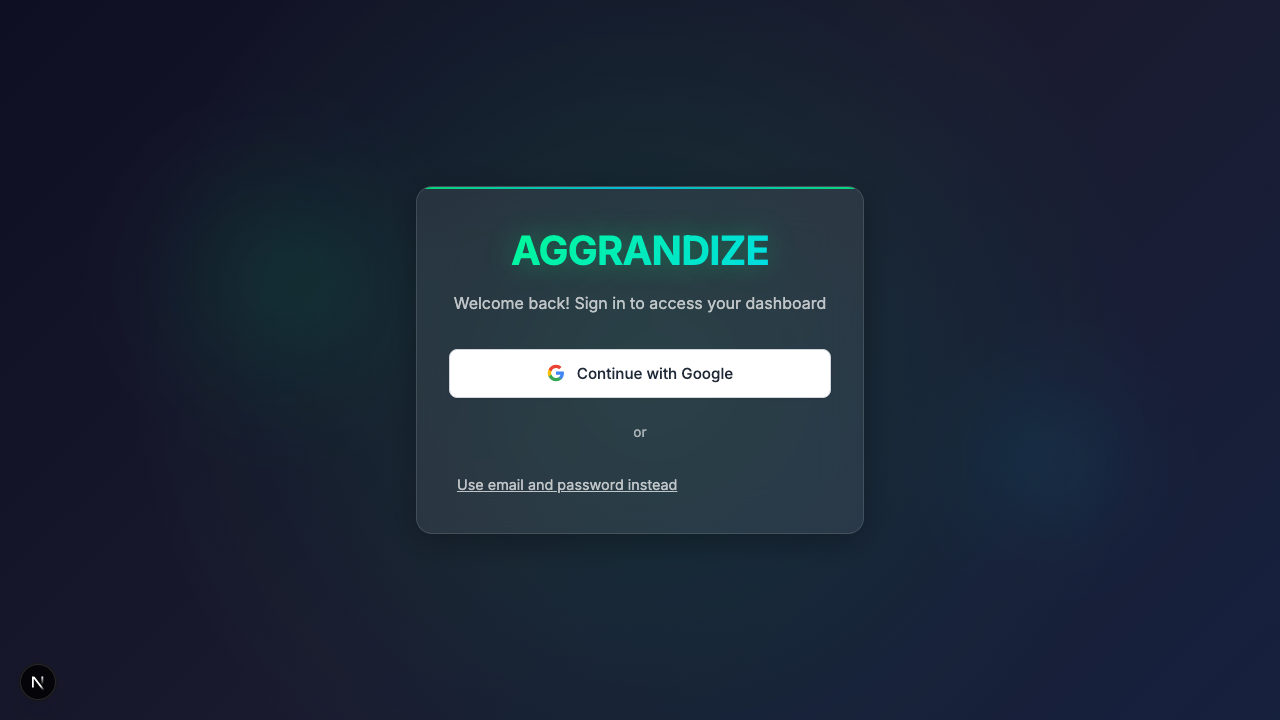 AGGRANDIZE
Welcome back! Sign in to access your dashboard
Continue with Google
or
Use email and password instead